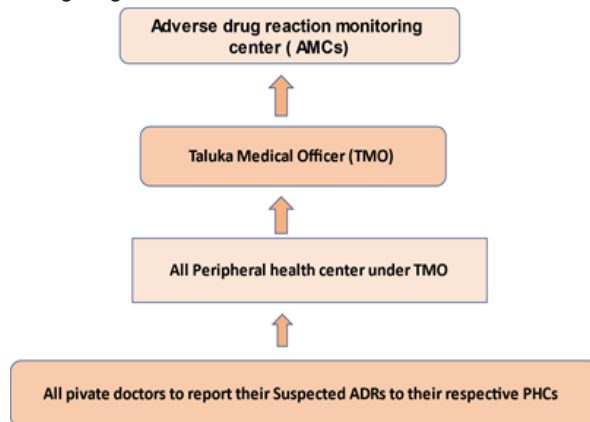 Adverse drug reaction monitoring
center ( AMCs)
Taluka Medical Officer (TMO)
All Peripheral health center under TMO
All pivate doctors to report their Suspected ADRs to their respective PHCs